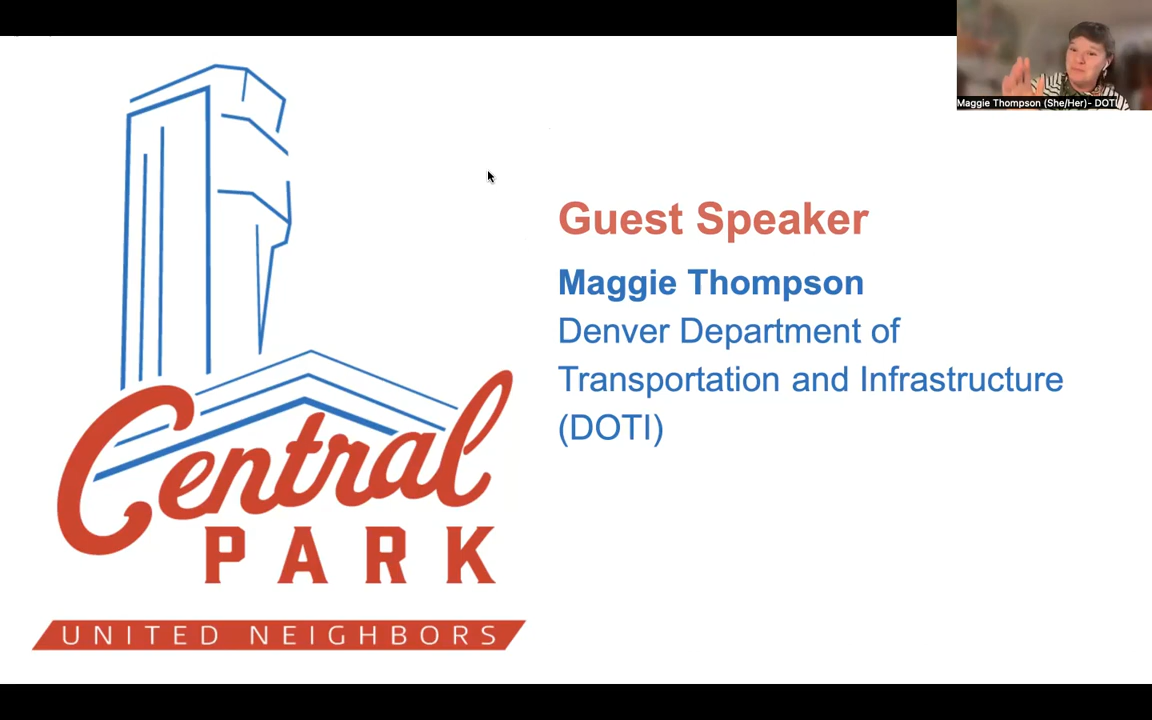 Maggie Thompson (She/Her)- DOTI
Guest Speaker
Maggie Thompson
Denver Department of
Transportation and Infrastructure
(DOTI)
Central
PARK
UNITED NEIGHBORS